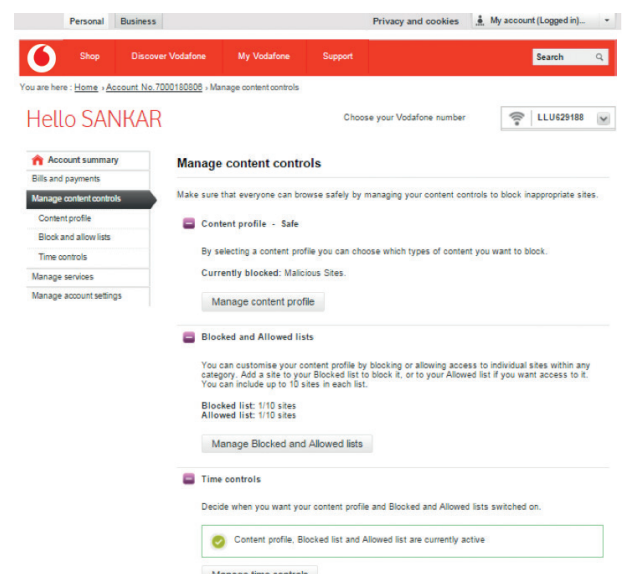 Personal Business Privacy and cookies My account (Logged in)...
Shop Discover Vodafone My Vodafone Support Search
You are here : Home › Account No.7000180806 › Manage content controls
Hello SANKAR Choose your Vodafone number LLU629188
Account summary
Bills and payments
Manage content controls
Content profile
Block and allow lists
Time controls
Manage services
Manage account settings
Manage content controls
Make sure that everyone can browse safely by managing your content controls to block inappropriate sites.
Content profile - Safe
By selecting a content profile you can choose which types of content you want to block.
Currently blocked: Malicious Sites.
Manage content profile
Blocked and Allowed lists
You can customise your content profile by blocking or allowing access to individual sites within any
category. Add a site to your Blocked list to block it, or to your Allowed list if you want access to it.
You can include up to 10 sites in each list.
Blocked list: 1/10 sites
Allowed list: 1/10 sites
Manage Blocked and Allowed lists
Time controls
Decide when you want your content profile and Blocked and Allowed lists switched on.
Content profile, Blocked list and Allowed list are currently active
Manage time controls